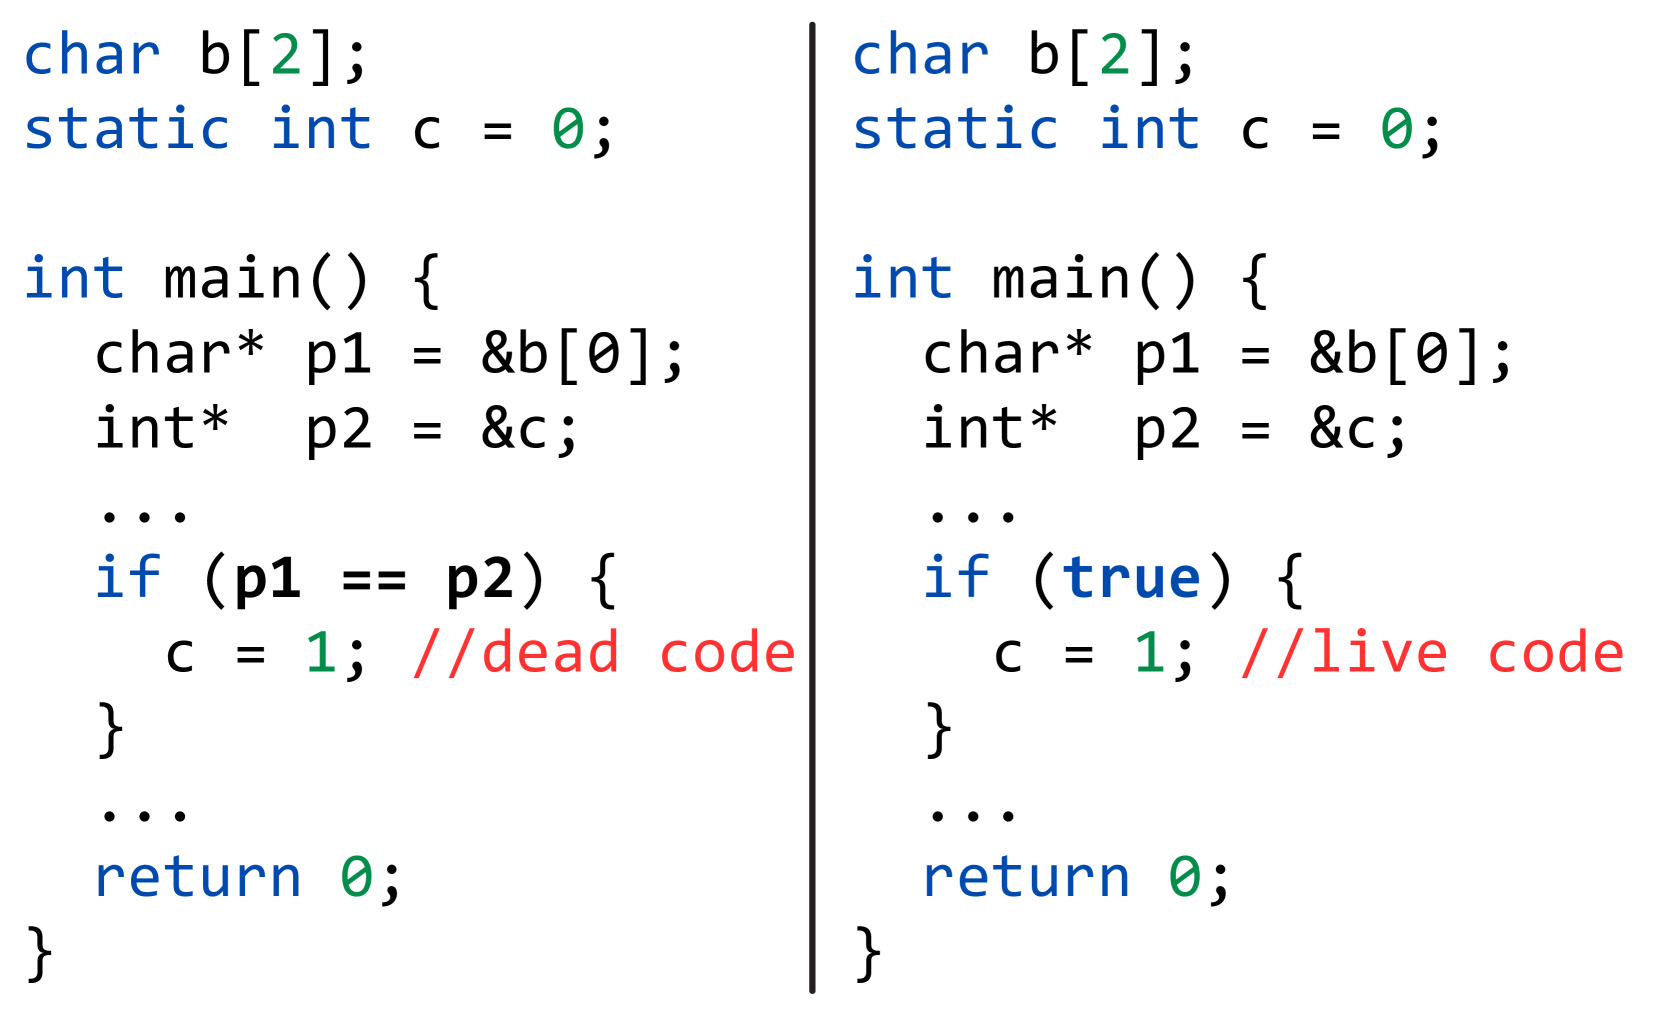 char b[2];
static int c = 0;
int main() {
char* p1 = &b[0];
int*  p2 = &c;
...
if (p1 == p2) {
c = 1; //dead code
}
...
return 0;
}
char b[2];
static int c = 0;
int main() {
char* p1 = &b[0];
int*  p2 = &c;
...
if (true) {
c = 1; //live code
}
...
return 0;
}